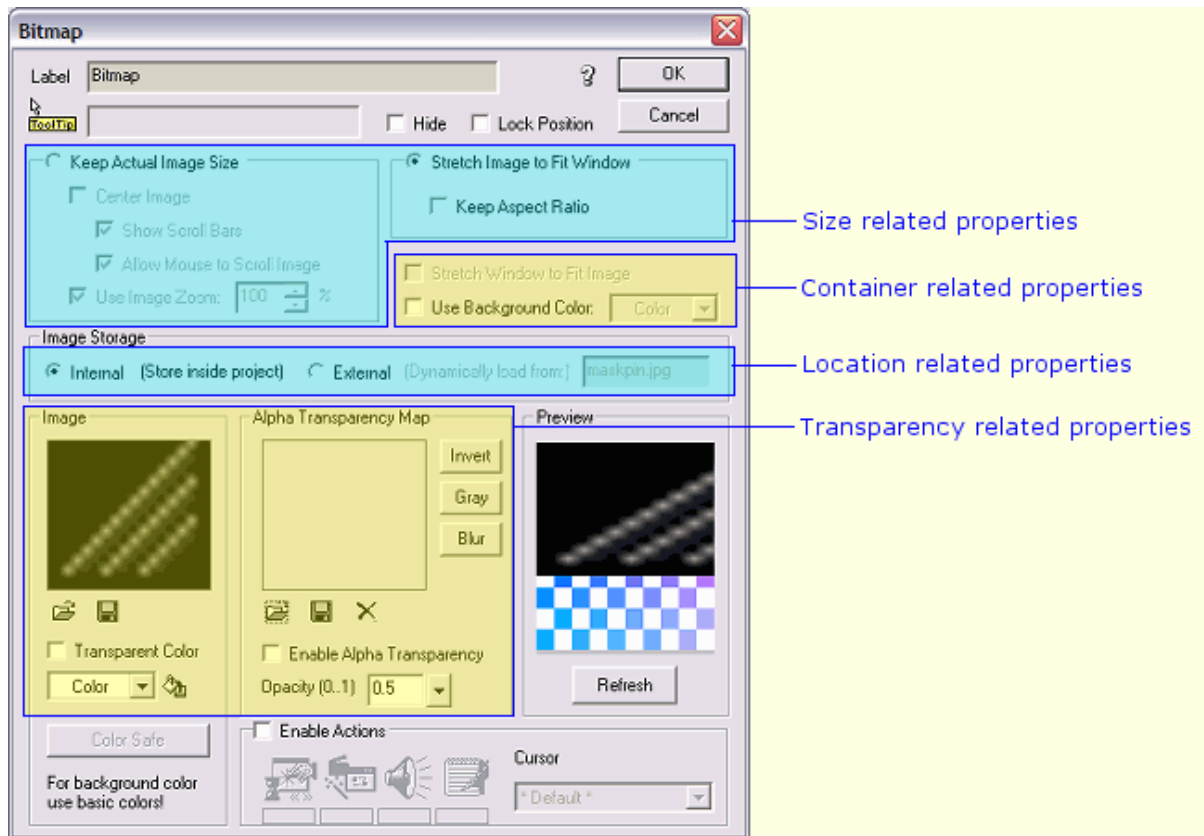 Bitmap
Label Bitmap ? OK
ToolTip Hide Lock Position Cancel
Keep Actual Image Size Stretch Image to Fit Window
Center Image Keep Aspect Ratio
Show Scroll Bars Size related properties
Allow Mouse to Scroll Image Stretch Window to Fit Image
Use Image Zoom: 100 % Use Background Color: Color Container related properties
Image Storage
Internal (Store inside project) External (Dynamically load from:) maskpin.jpg Location related properties
Image Alpha Transparency Map Preview Transparency related properties
Invert
Gray
Blur
Transparent Color Enable Alpha Transparency
Color Opacity (0..1) 0.5 Refresh
Color Safe Enable Actions
Cursor
For background color
use basic colors! * Default *